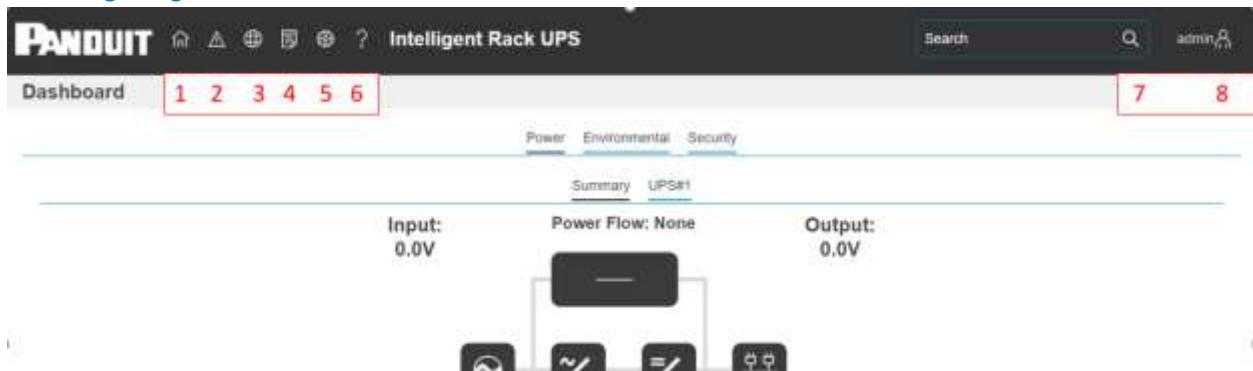 PANDUIT ? Intelligent Rack UPS Search admin
Dashboard 1 2 3 4 5 6 7 8
Power Environmental Security
Summary UPS#1
Input: Power Flow: None Output:
0.0V 0.0V